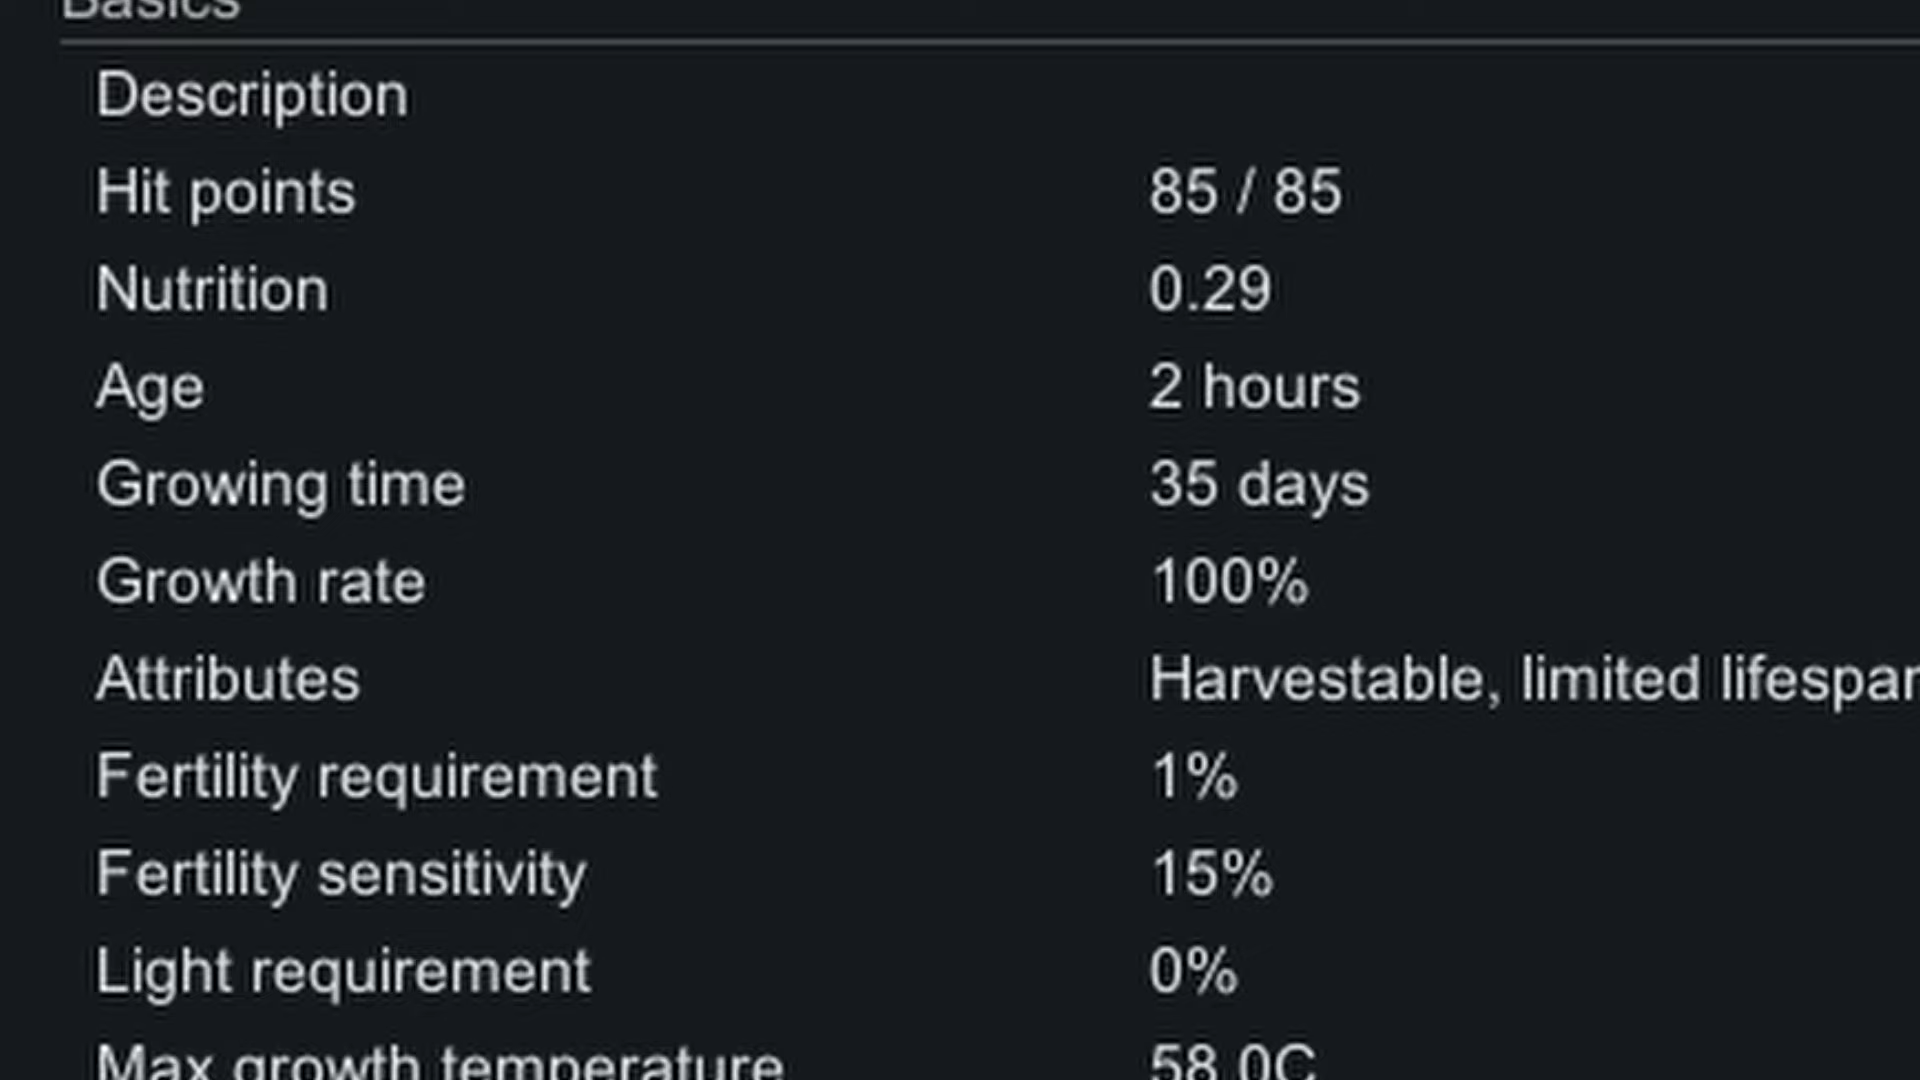 Basics
Description
Hit points 85 / 85
Nutrition 0.29
Age 2 hours
Growing time 35 days
Growth rate 100%
Attributes Harvestable, limited
Fertility requirement 1%
Fertility sensitivity 15%
Light requirement 0%
Max growth temperature 58.0C